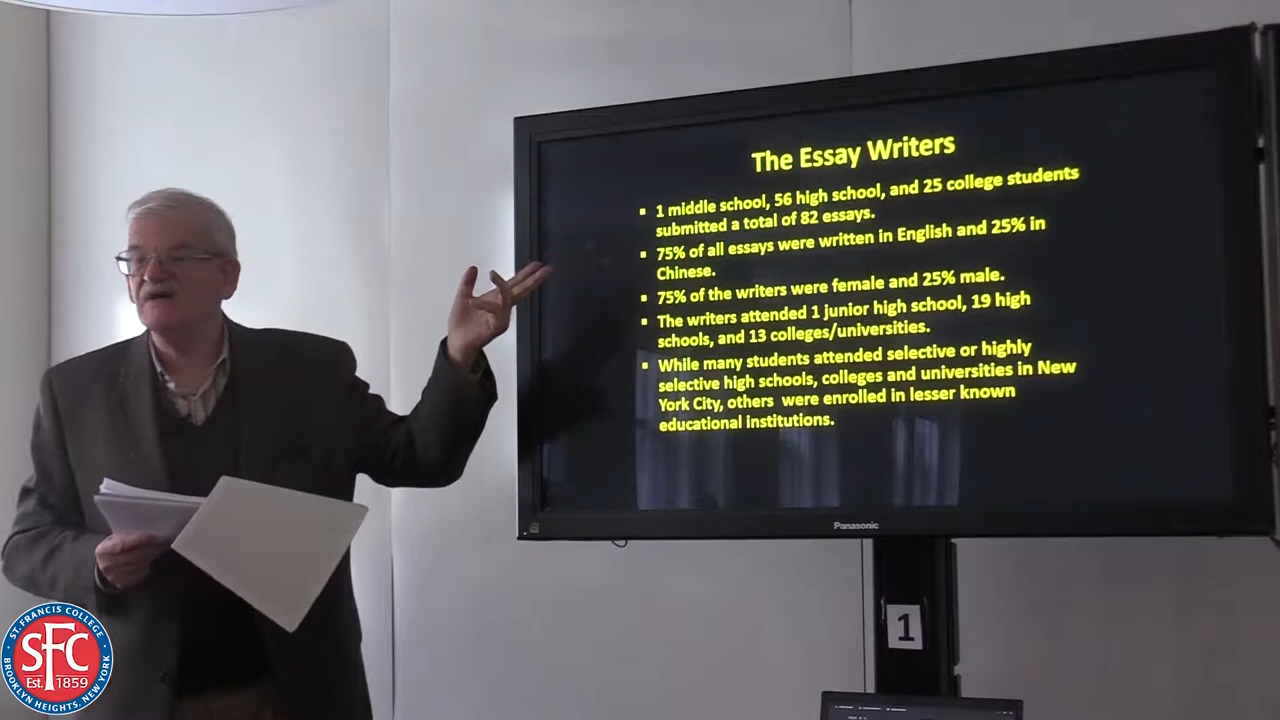 The Essay Writers
▪ 1 middle school, 56 high school, and 25 college students
submitted a total of 82 essays.
▪ 75% of all essays were written in English and 25% in
Chinese.
▪ 75% of the writers were female and 25% male.
▪ The writers attended 1 junior high school, 19 high
schools, and 13 colleges/universities.
▪ While many students attended selective or highly
selective high schools, colleges and universities in New
York City, others were enrolled in lesser known
educational institutions.
Panasonic
1
ST. FRANCIS COLLEGE
SFC
EST. 1859
BROOKLYN HEIGHTS, NEW YORK